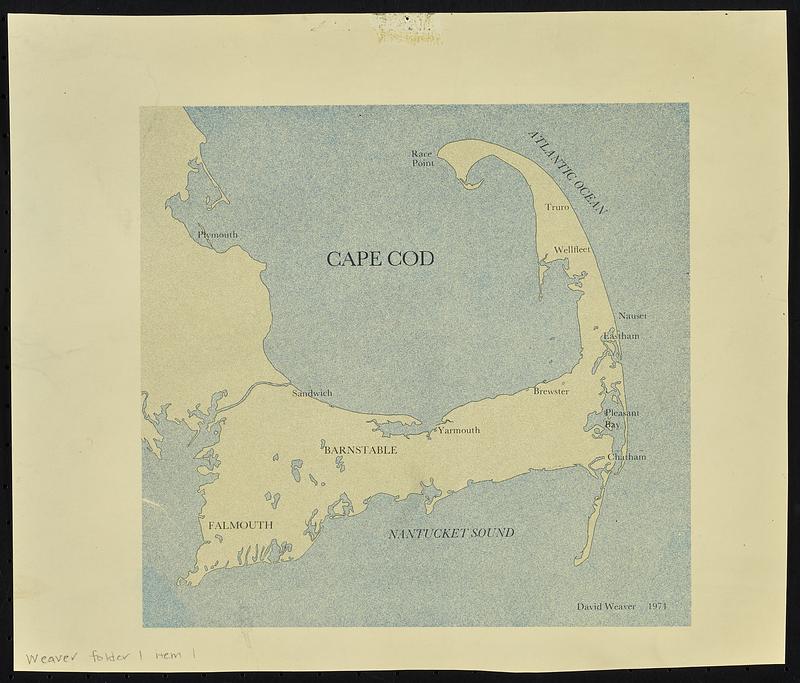 Race
Point
ATLANTIC OCEAN
Truro
Plymouth
Wellfleet
CAPE COD
Nauset
Eastham
Sandwich
Brewster
Pleasant
Bay
Yarmouth
BARNSTABLE
Chatham
FALMOUTH
NANTUCKET SOUND
David Weaver 1971
Weaver folder 1 item 1